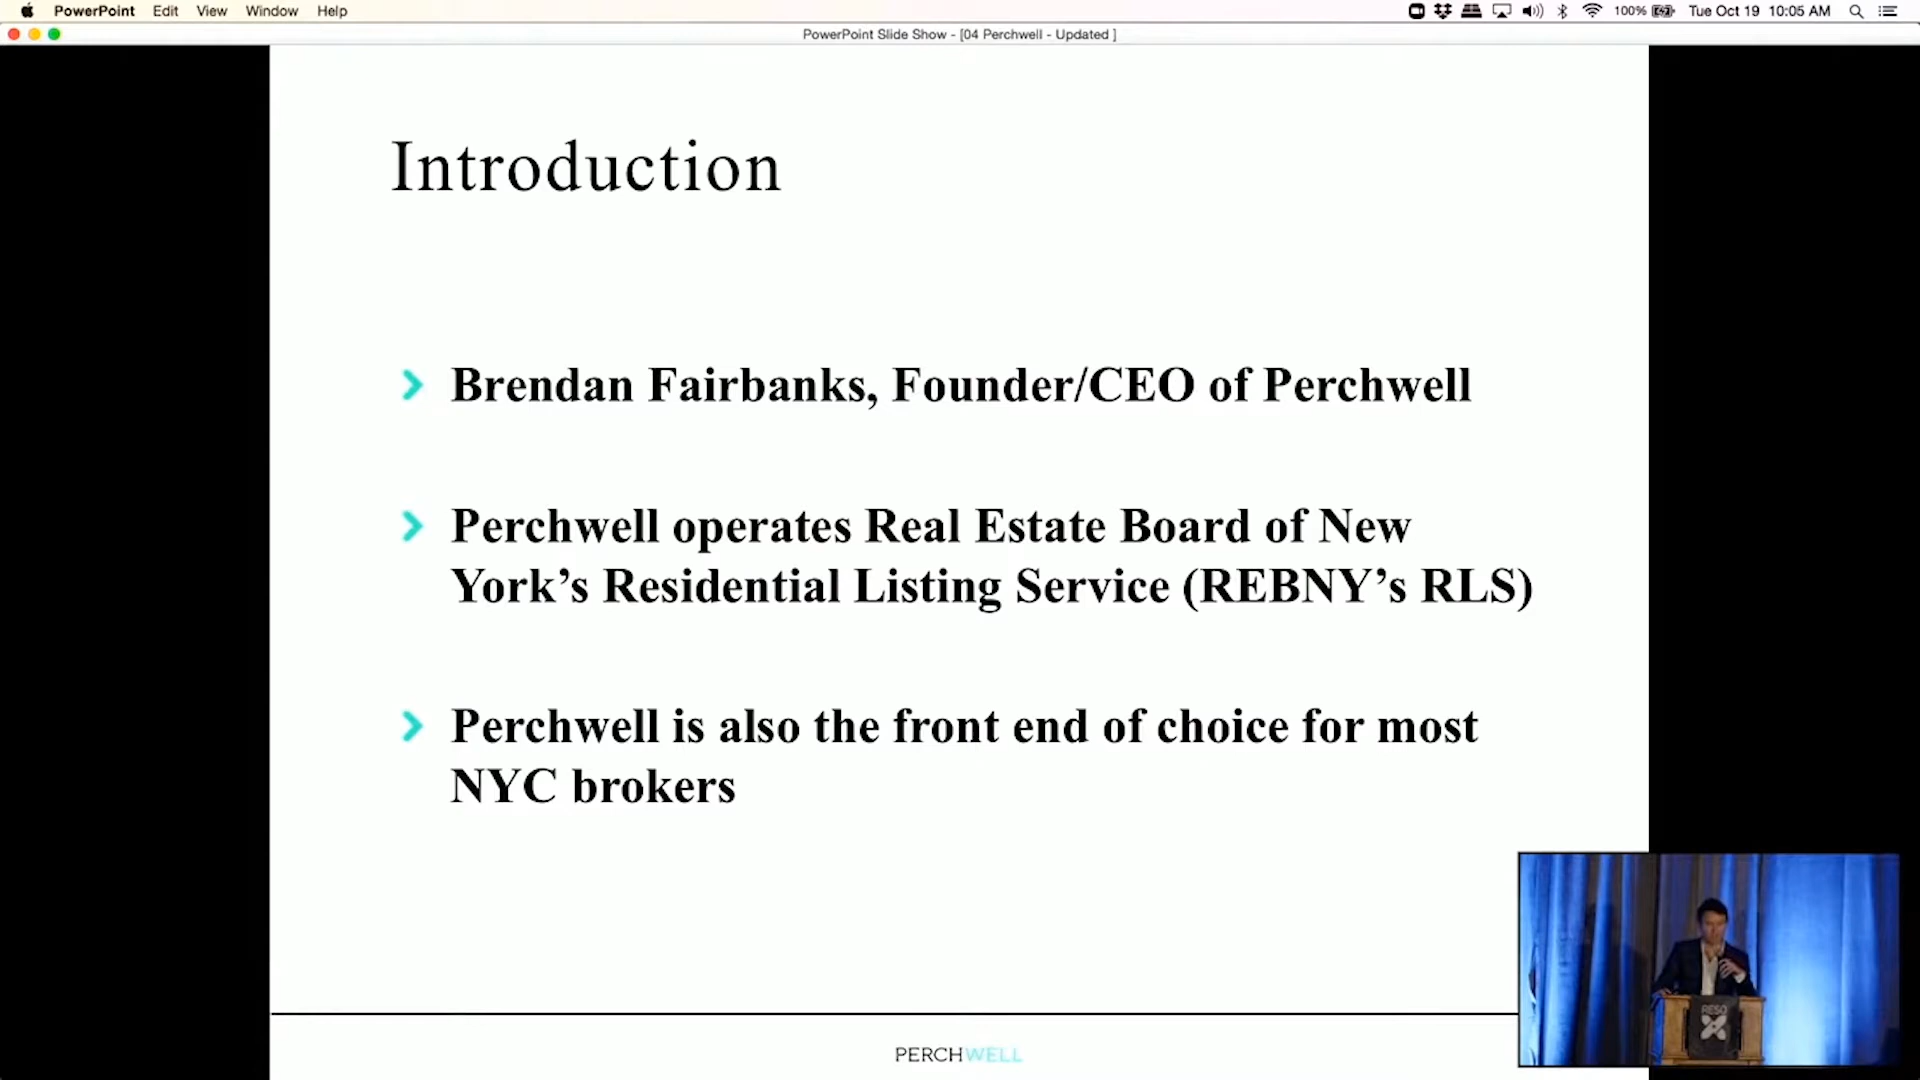 PowerPoint Edit View Window Help 100% Tue Oct 19 10:05 AM
PowerPoint Slide Show - [04 Perchwell - Updated ]
Introduction
Brendan Fairbanks, Founder/CEO of Perchwell
Perchwell operates Real Estate Board of New
York’s Residential Listing Service (REBNY’s RLS)
Perchwell is also the front end of choice for most
NYC brokers
PERCHWELL
RESO